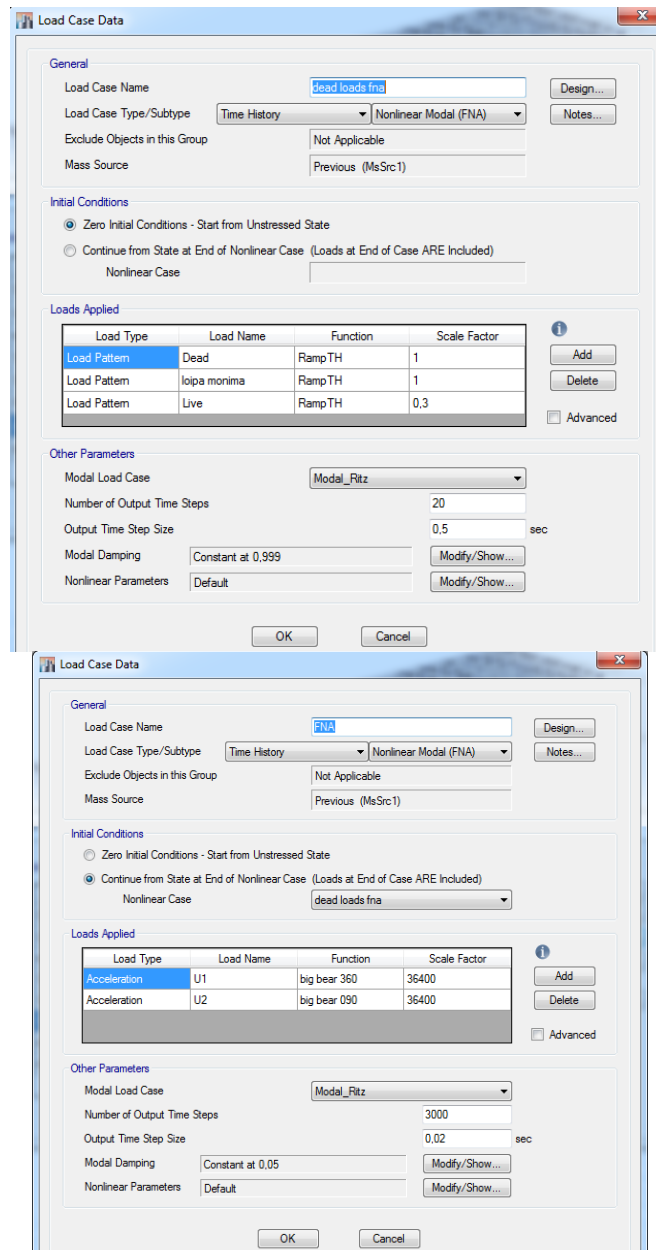 Load Case Data
General
Load Case Name dead loads fna Design...
Load Case Type/Subtype Time History Nonlinear Modal (FNA) Notes...
Exclude Objects in this Group Not Applicable
Mass Source Previous (MsSrc1)
Initial Conditions
Zero Initial Conditions - Start from Unstressed State
Continue from State at End of Nonlinear Case (Loads at End of Case ARE Included)
Nonlinear Case
Loads Applied
Load Type Load Name Function Scale Factor
Load Pattern Dead RampTH 1 Add
Load Pattern loipa monima RampTH 1 Delete
Load Pattern Live RampTH 0,3
Advanced
Other Parameters
Modal Load Case Modal_Ritz
Number of Output Time Steps 20
Output Time Step Size 0,5 sec
Modal Damping Constant at 0,999 Modify/Show...
Nonlinear Parameters Default Modify/Show...
OK Cancel
Load Case Data
General
Load Case Name FNA Design...
Load Case Type/Subtype Time History Nonlinear Modal (FNA) Notes...
Exclude Objects in this Group Not Applicable
Mass Source Previous (MsSrc1)
Initial Conditions
Zero Initial Conditions - Start from Unstressed State
Continue from State at End of Nonlinear Case (Loads at End of Case ARE Included)
Nonlinear Case dead loads fna
Loads Applied
Load Type Load Name Function Scale Factor
Acceleration U1 big bear 360 36400 Add
Acceleration U2 big bear 090 36400 Delete
Advanced
Other Parameters
Modal Load Case Modal_Ritz
Number of Output Time Steps 3000
Output Time Step Size 0,02 sec
Modal Damping Constant at 0,05 Modify/Show...
Nonlinear Parameters Default Modify/Show...
OK Cancel